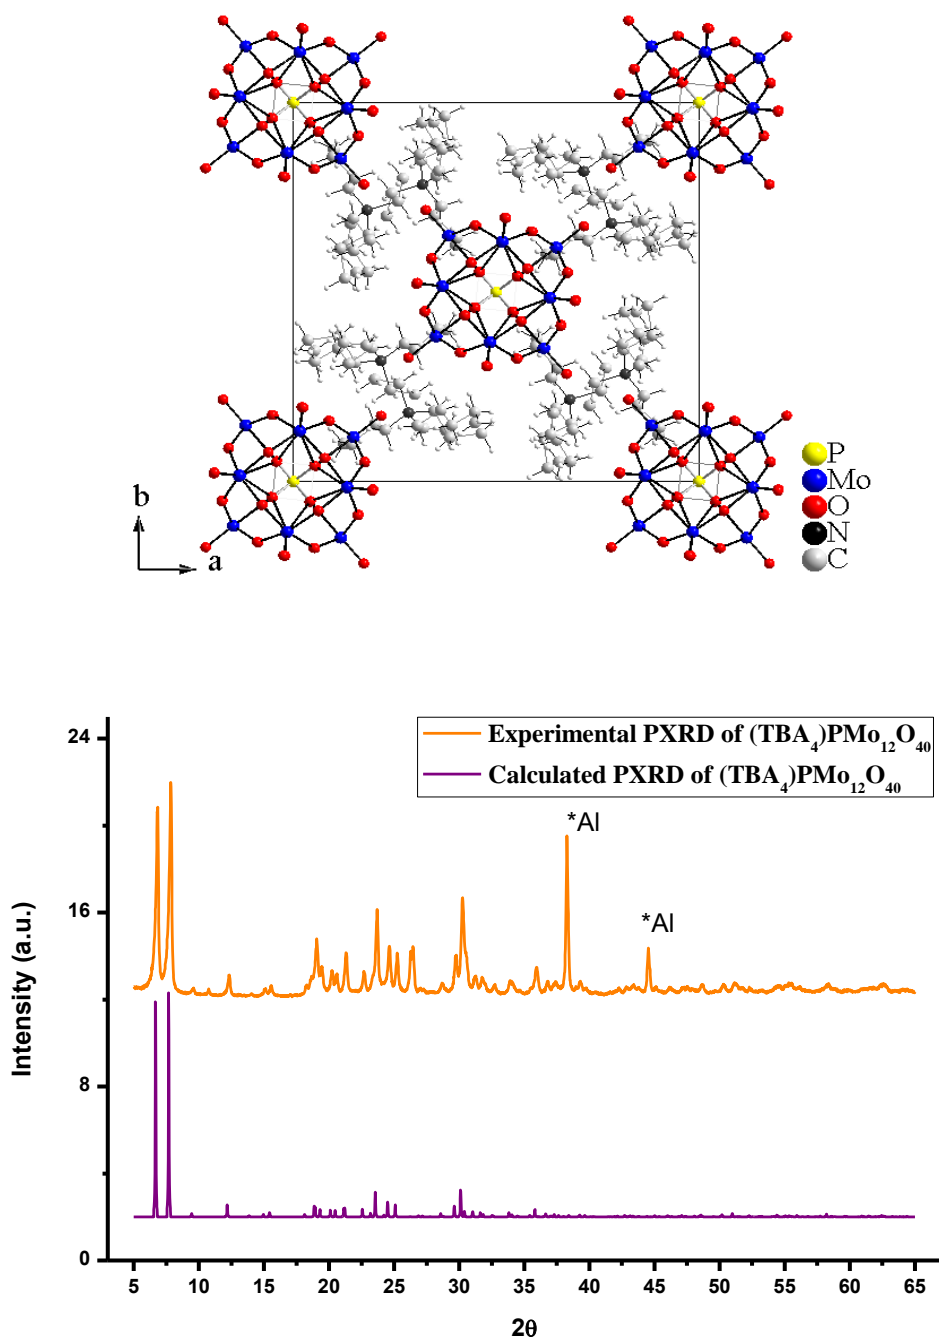 P
Mo
O
N
C
b
a
Experimental PXRD of (TBA₄)PMo₁₂O₄₀
Calculated PXRD of (TBA₄)PMo₁₂O₄₀
24
16
8
0
*Al
*Al
Intensity (a.u.)
5 10 15 20 25 30 35 40 45 50 55 60 65
2θ